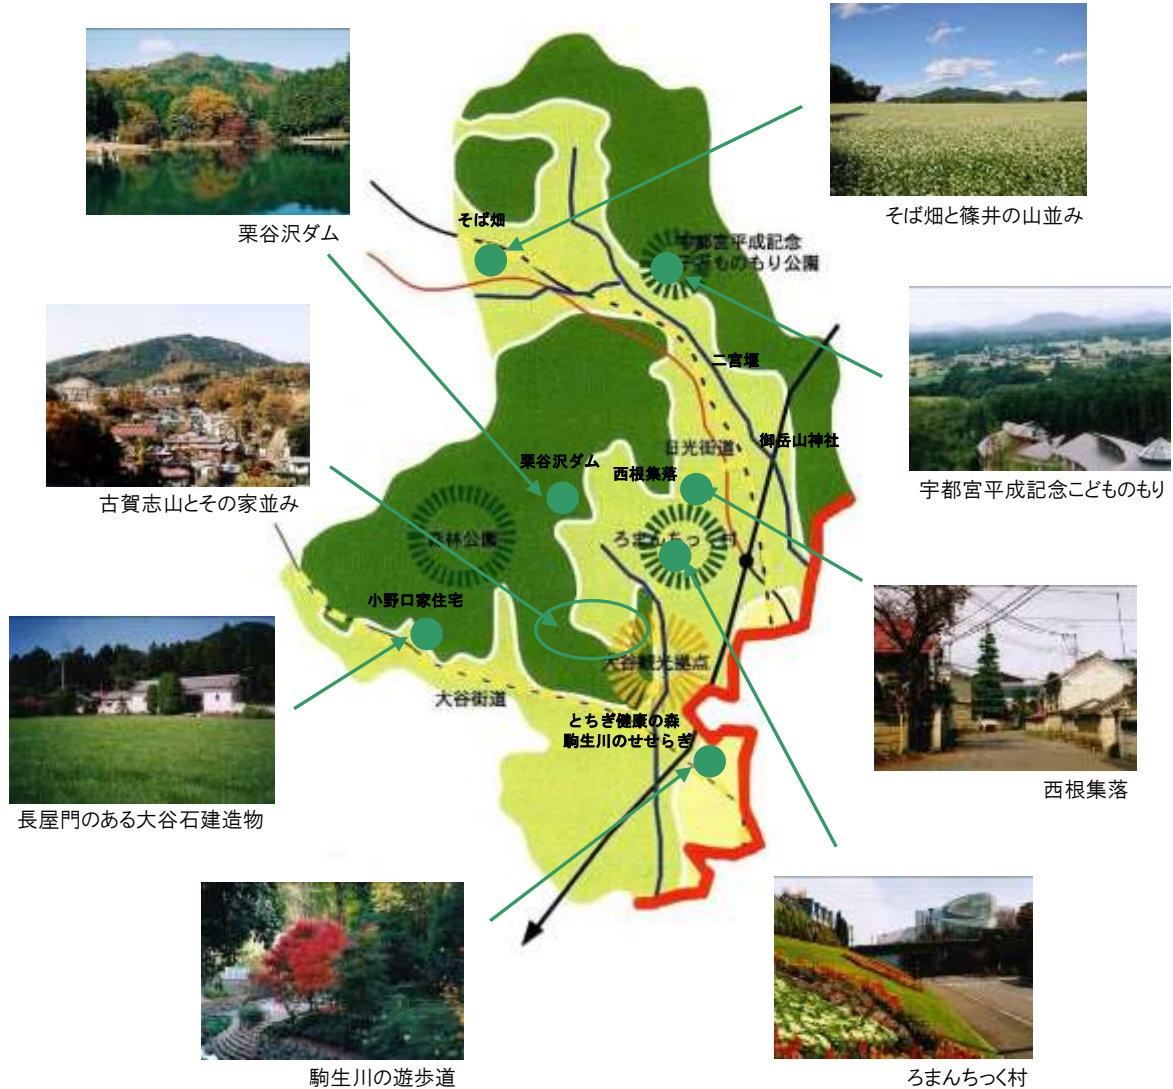 栗谷沢ダム
そば畑と篠井の山並み
そば畑
宇都宮平成記念
子どものもり公園
二宮堰
御岳山神社
日光街道
古賀志山とその家並み
宇都宮平成記念こどものもり
栗谷沢ダム
西根集落
森林公園
ろまんちっく村
小野口家住宅
大谷観光拠点
大谷街道
とちぎ健康の森
駒生川のせせらぎ
長屋門のある大谷石建造物
西根集落
駒生川の遊歩道
ろまんちっく村